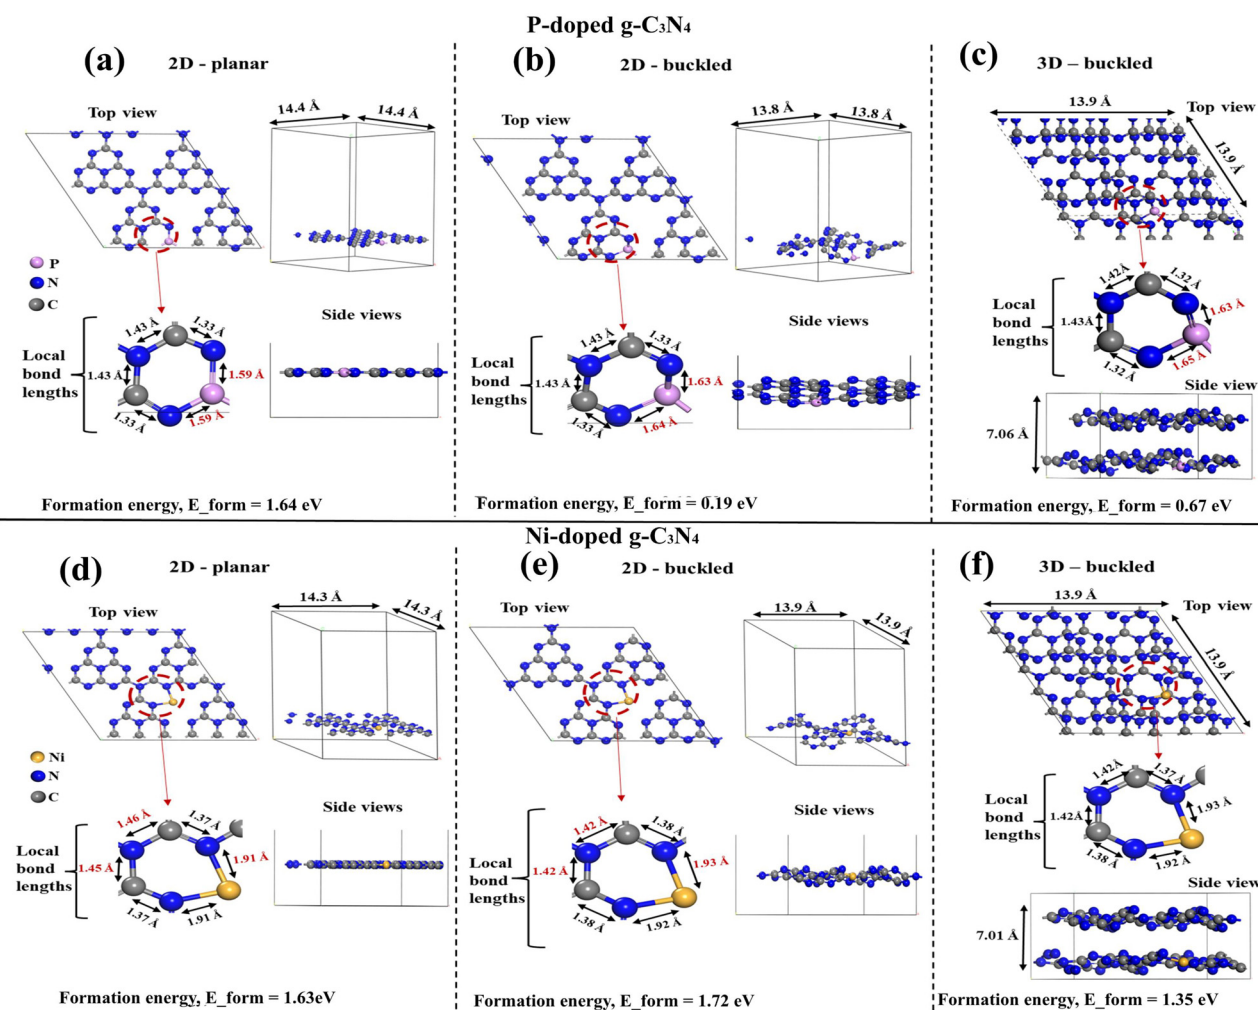 P-doped g-C₃N₄
(a)
2D - planar
Top view
14.4 Å
14.4 Å
P
N
C
Side views
Local
bond
lengths
1.43 Å
1.33 Å
1.43 Å
1.59 Å
1.33 Å
1.59 Å
Formation energy, E_form = 1.64 eV
(b)
2D - buckled
Top view
13.8 Å
13.8 Å
Side views
Local
bond
lengths
1.43 Å
1.33 Å
1.43 Å
1.63 Å
1.33 Å
1.64 Å
Formation energy, E_form = 0.19 eV
(c)
3D – buckled
13.9 Å
Top view
13.9 Å
Local
bond
lengths
1.42Å
1.32 Å
1.43Å
1.63 Å
1.32 Å
1.65 Å
Side view
7.06 Å
Formation energy, E_form = 0.67 eV
Ni-doped g-C₃N₄
(d)
2D - planar
Top view
14.3 Å
14.3 Å
Ni
N
C
Side views
Local
bond
lengths
1.46 Å
1.37 Å
1.45 Å
1.91 Å
1.37 Å
1.91 Å
Formation energy, E_form = 1.63eV
(e)
2D - buckled
Top view
13.9 Å
13.9 Å
Side views
Local
bond
lengths
1.42 Å
1.38 Å
1.42 Å
1.93 Å
1.38 Å
1.92 Å
Formation energy, E_form = 1.72 eV
(f)
3D – buckled
13.9 Å
Top view
13.9 Å
Local
bond
lengths
1.42Å
1.37 Å
1.42Å
1.93 Å
1.38 Å
1.92 Å
Side view
7.01 Å
Formation energy, E_form = 1.35 eV